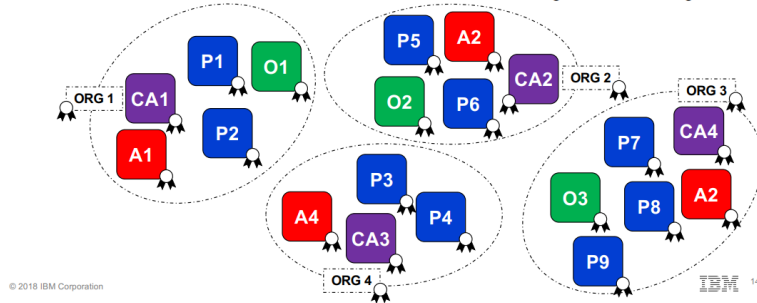 P1
O1
ORG 1
CA1
P2
A1
P5
A2
CA2
ORG 2
O2
P6
ORG 3
CA4
P7
O3
P8
A2
P9
P3
A4
P4
CA3
ORG 4
© 2018 IBM Corporation
IBM